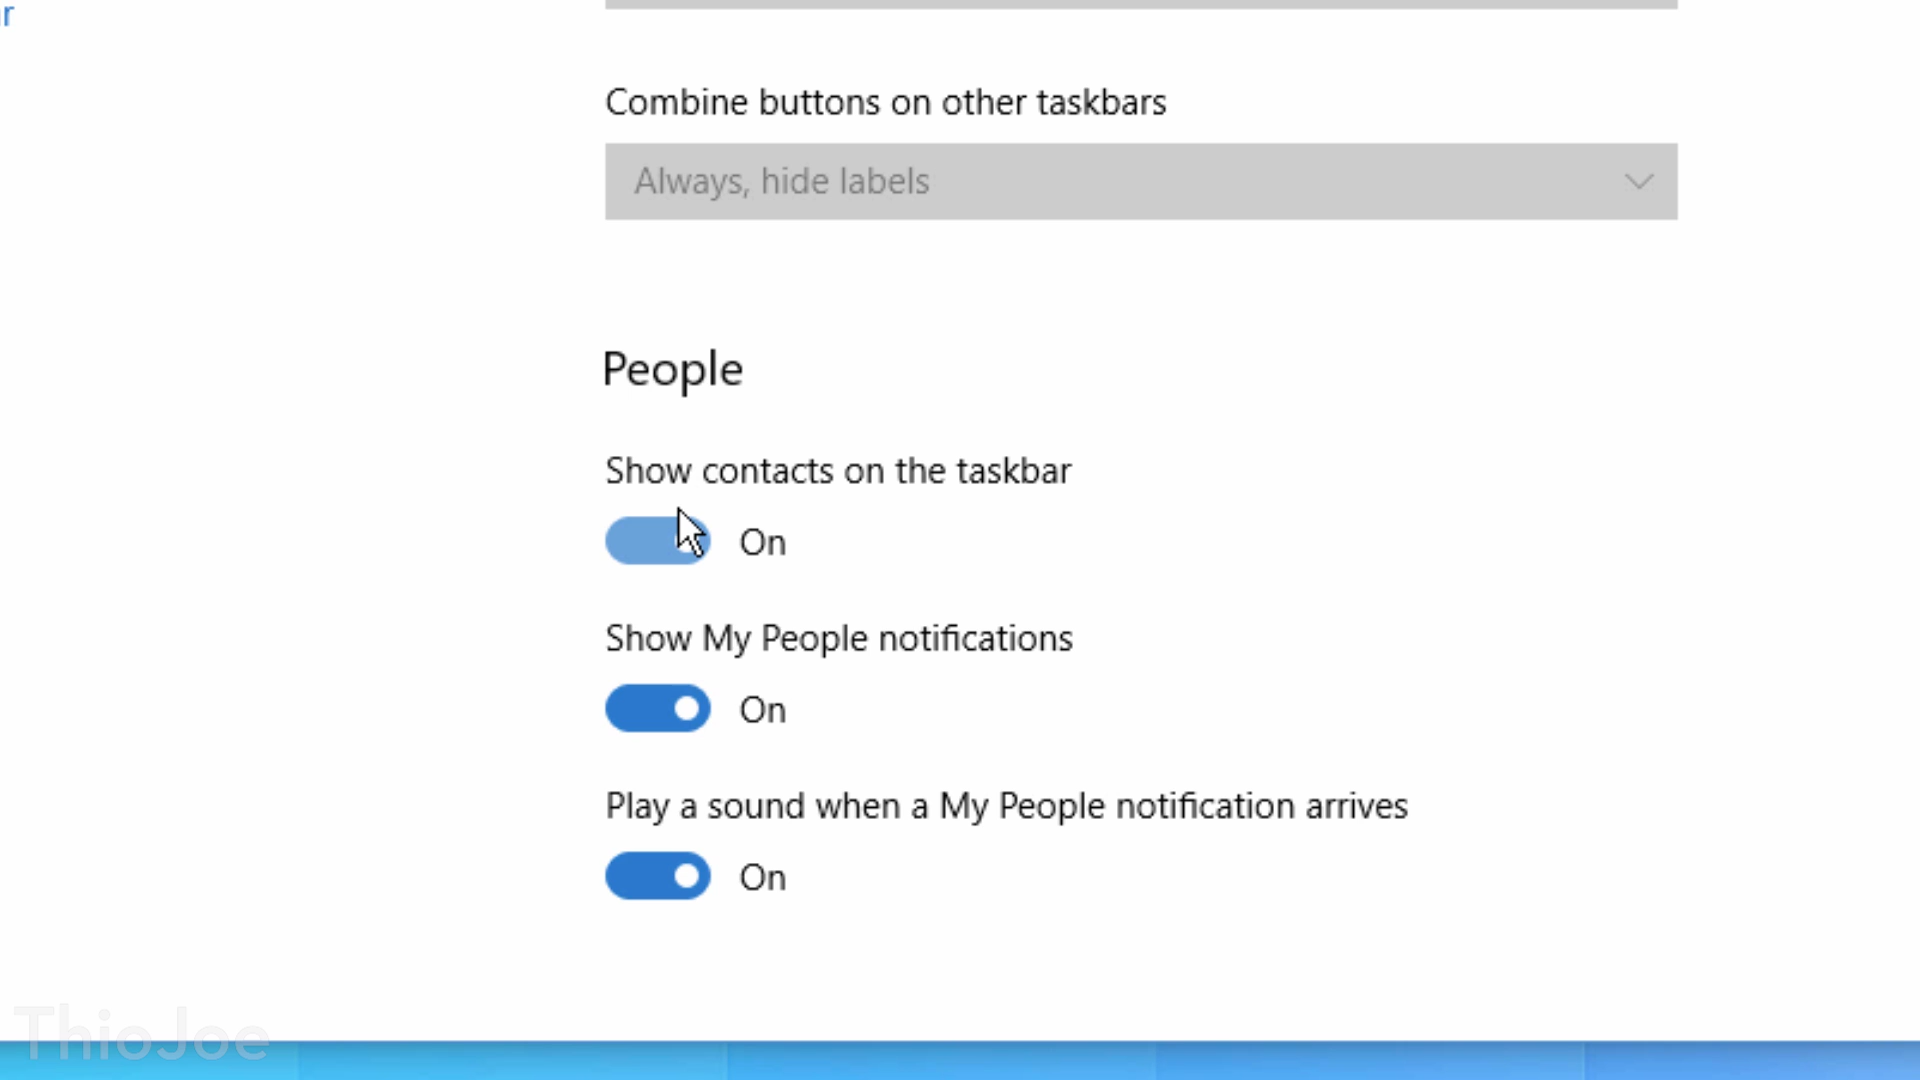 r
Combine buttons on other taskbars
Always, hide labels
People
Show contacts on the taskbar
On
Show My People notifications
On
Play a sound when a My People notification arrives
On
ThioJoe